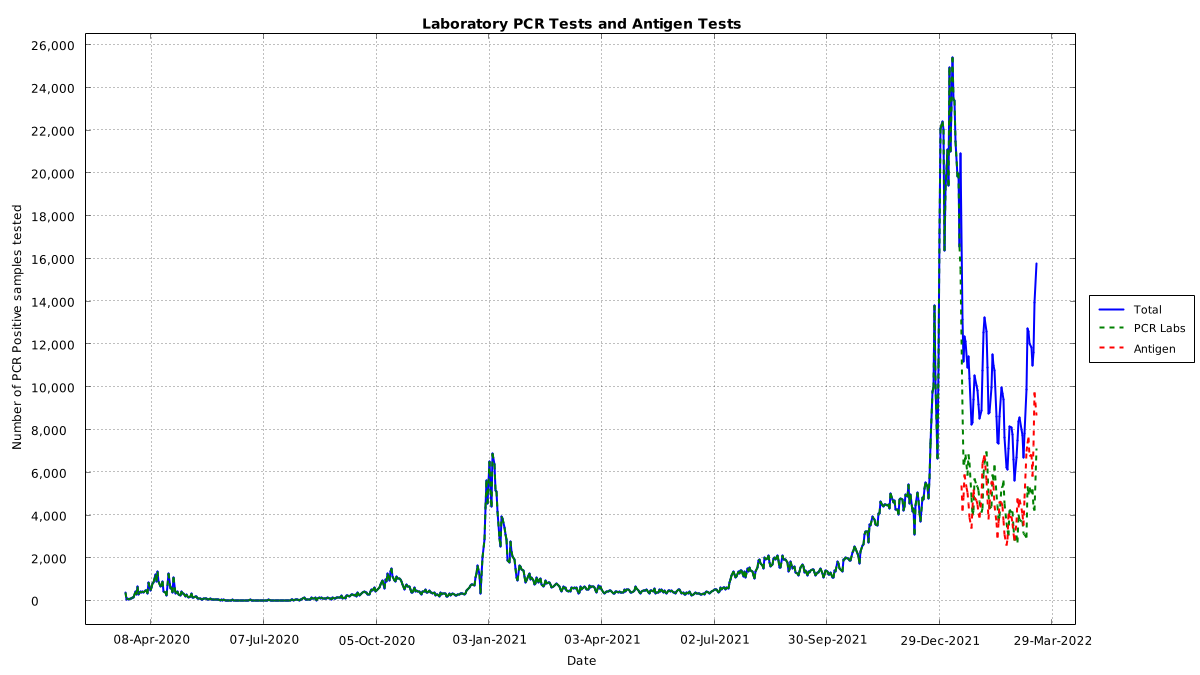 Laboratory PCR Tests and Antigen Tests
Number of PCR Positive samples tested
26,000
24,000
22,000
20,000
18,000
16,000
14,000
12,000
10,000
8,000
6,000
4,000
2,000
0
08-Apr-2020 07-Jul-2020 05-Oct-2020 03-Jan-2021 03-Apr-2021 02-Jul-2021 30-Sep-2021 29-Dec-2021 29-Mar-2022
Date
Total
PCR Labs
Antigen